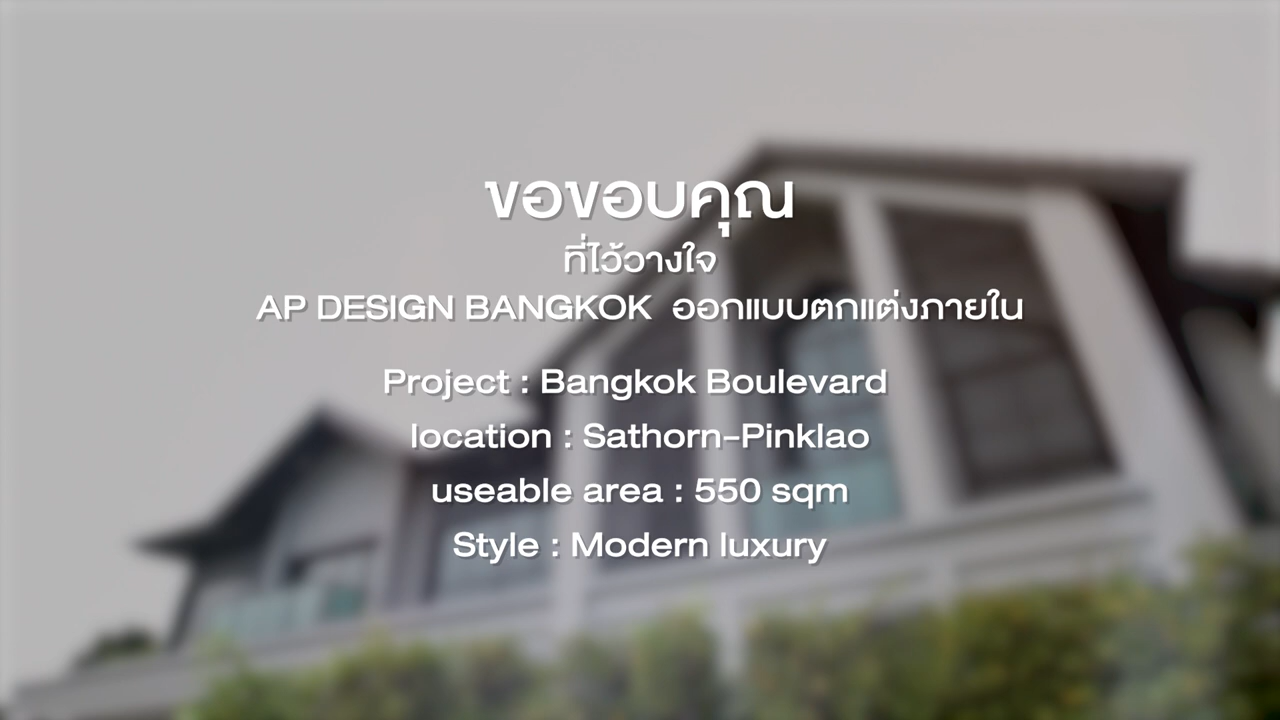 ขอขอบคุณ
ที่ไว้วางใจ
AP DESIGN BANGKOK ออกแบบตกแต่งภายใน
Project : Bangkok Boulevard
location : Sathorn-Pinklao
useable area : 550 sqm
Style : Modern luxury